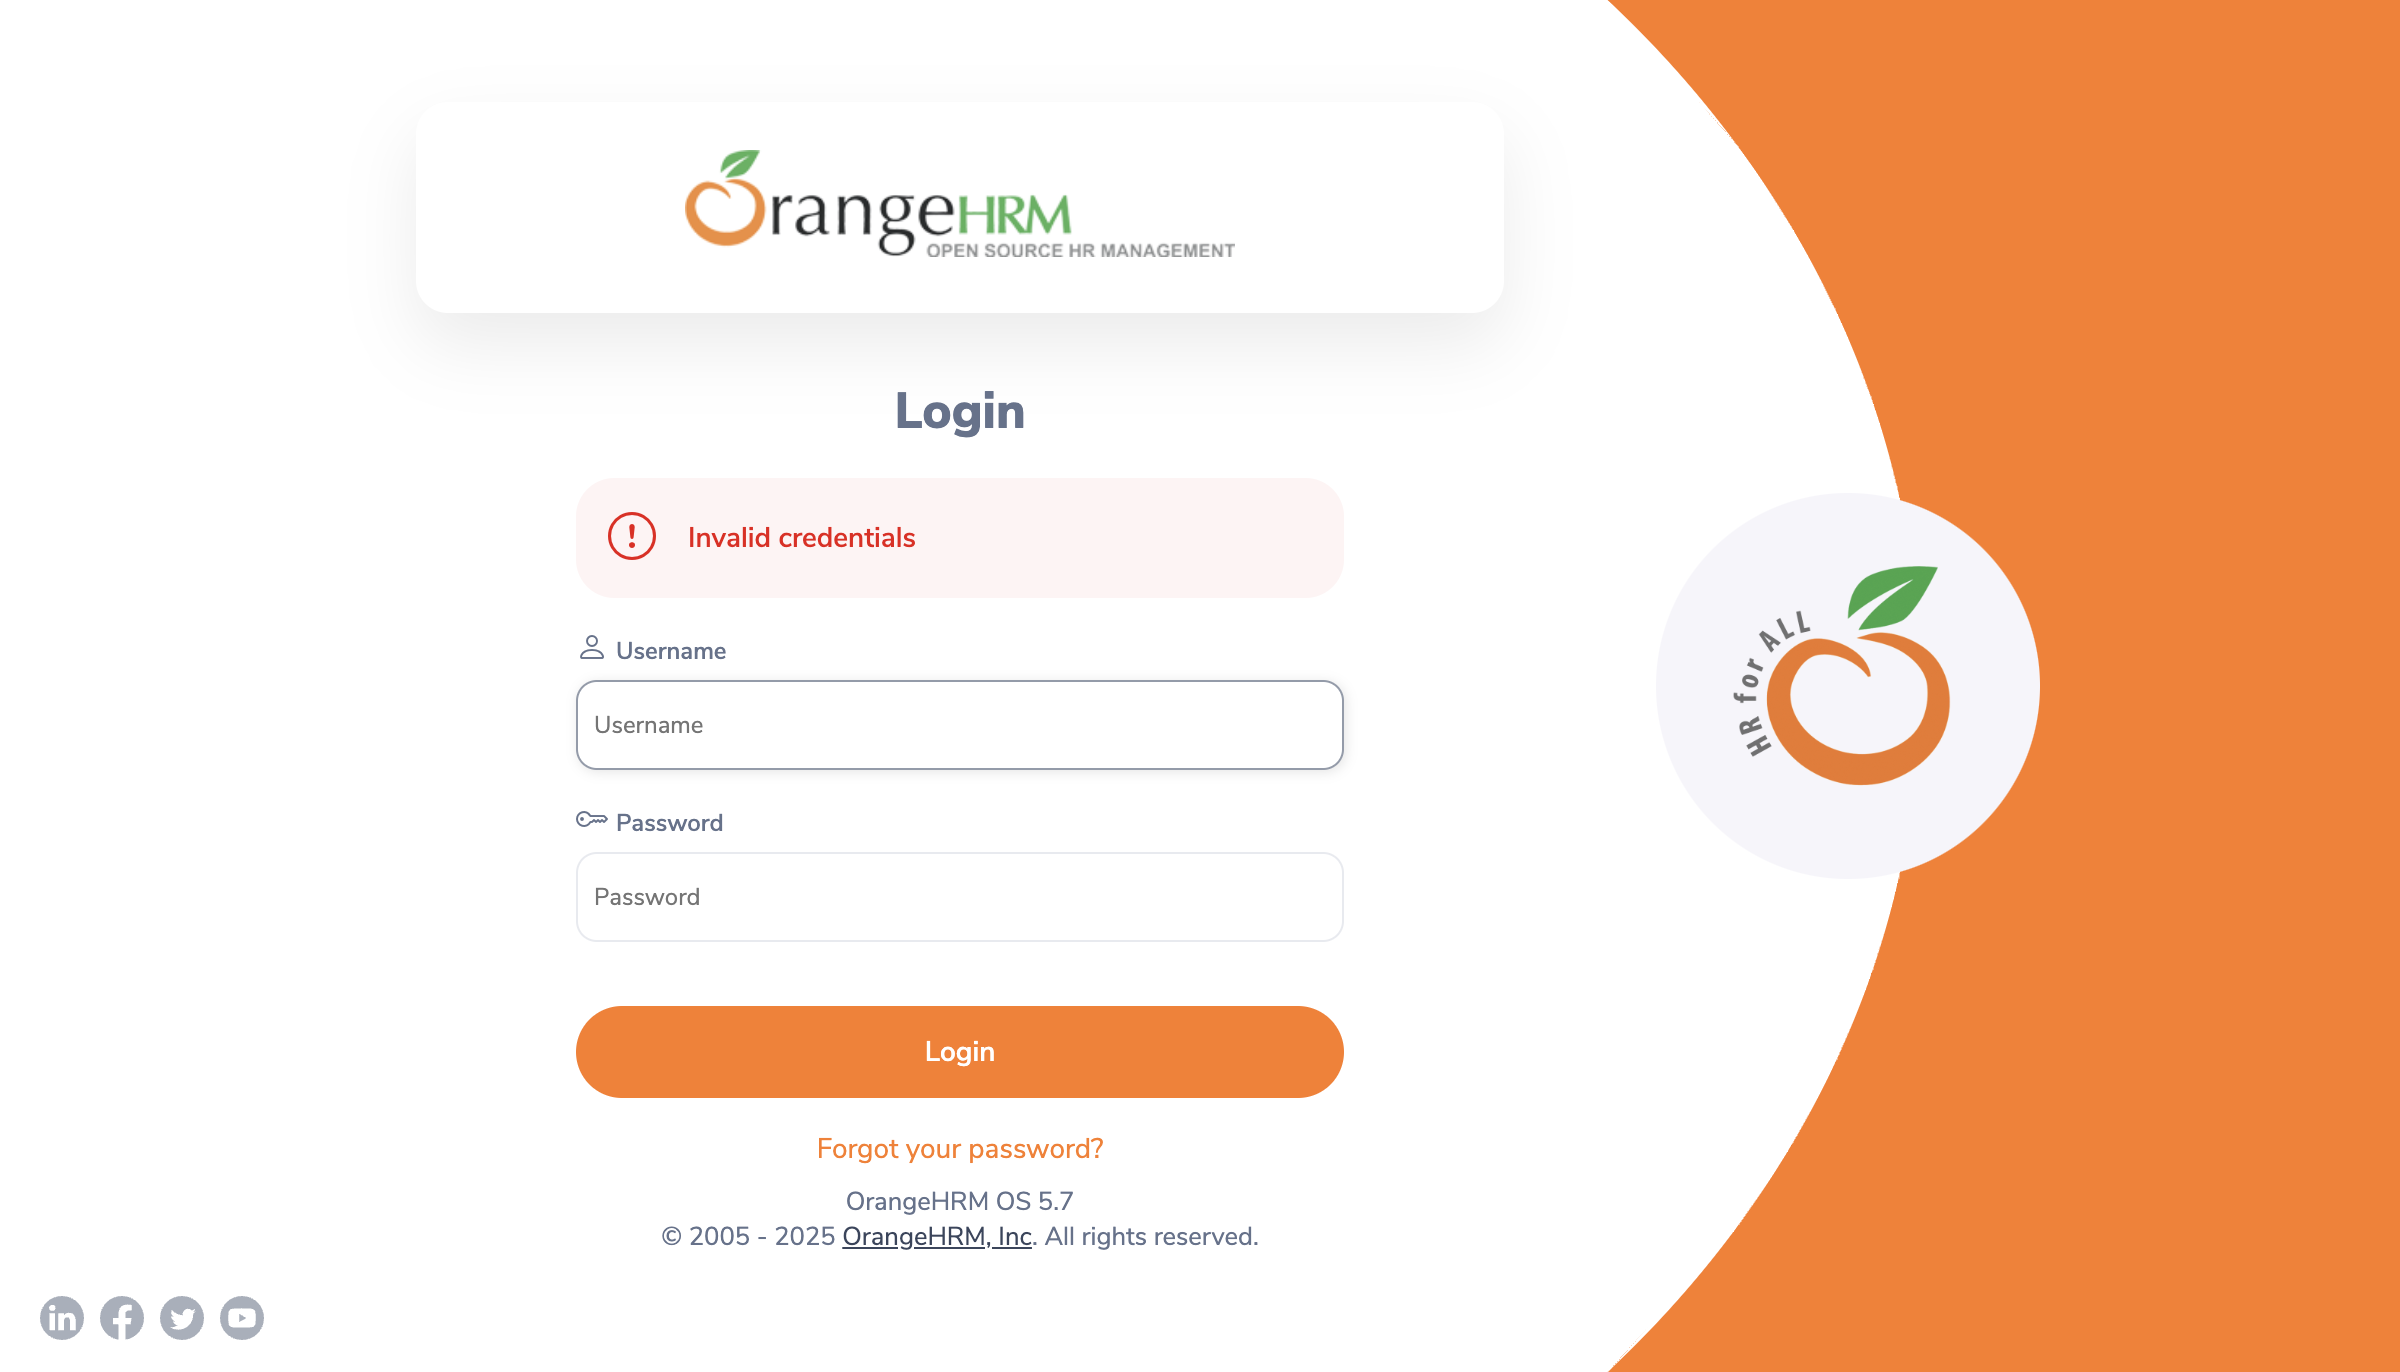 OrangeHRM
OPEN SOURCE HR MANAGEMENT
Login
Invalid credentials
Username
Username
Password
Password
Login
Forgot your password?
OrangeHRM OS 5.7
© 2005 - 2025 OrangeHRM, Inc. All rights reserved.
HR for ALL
in